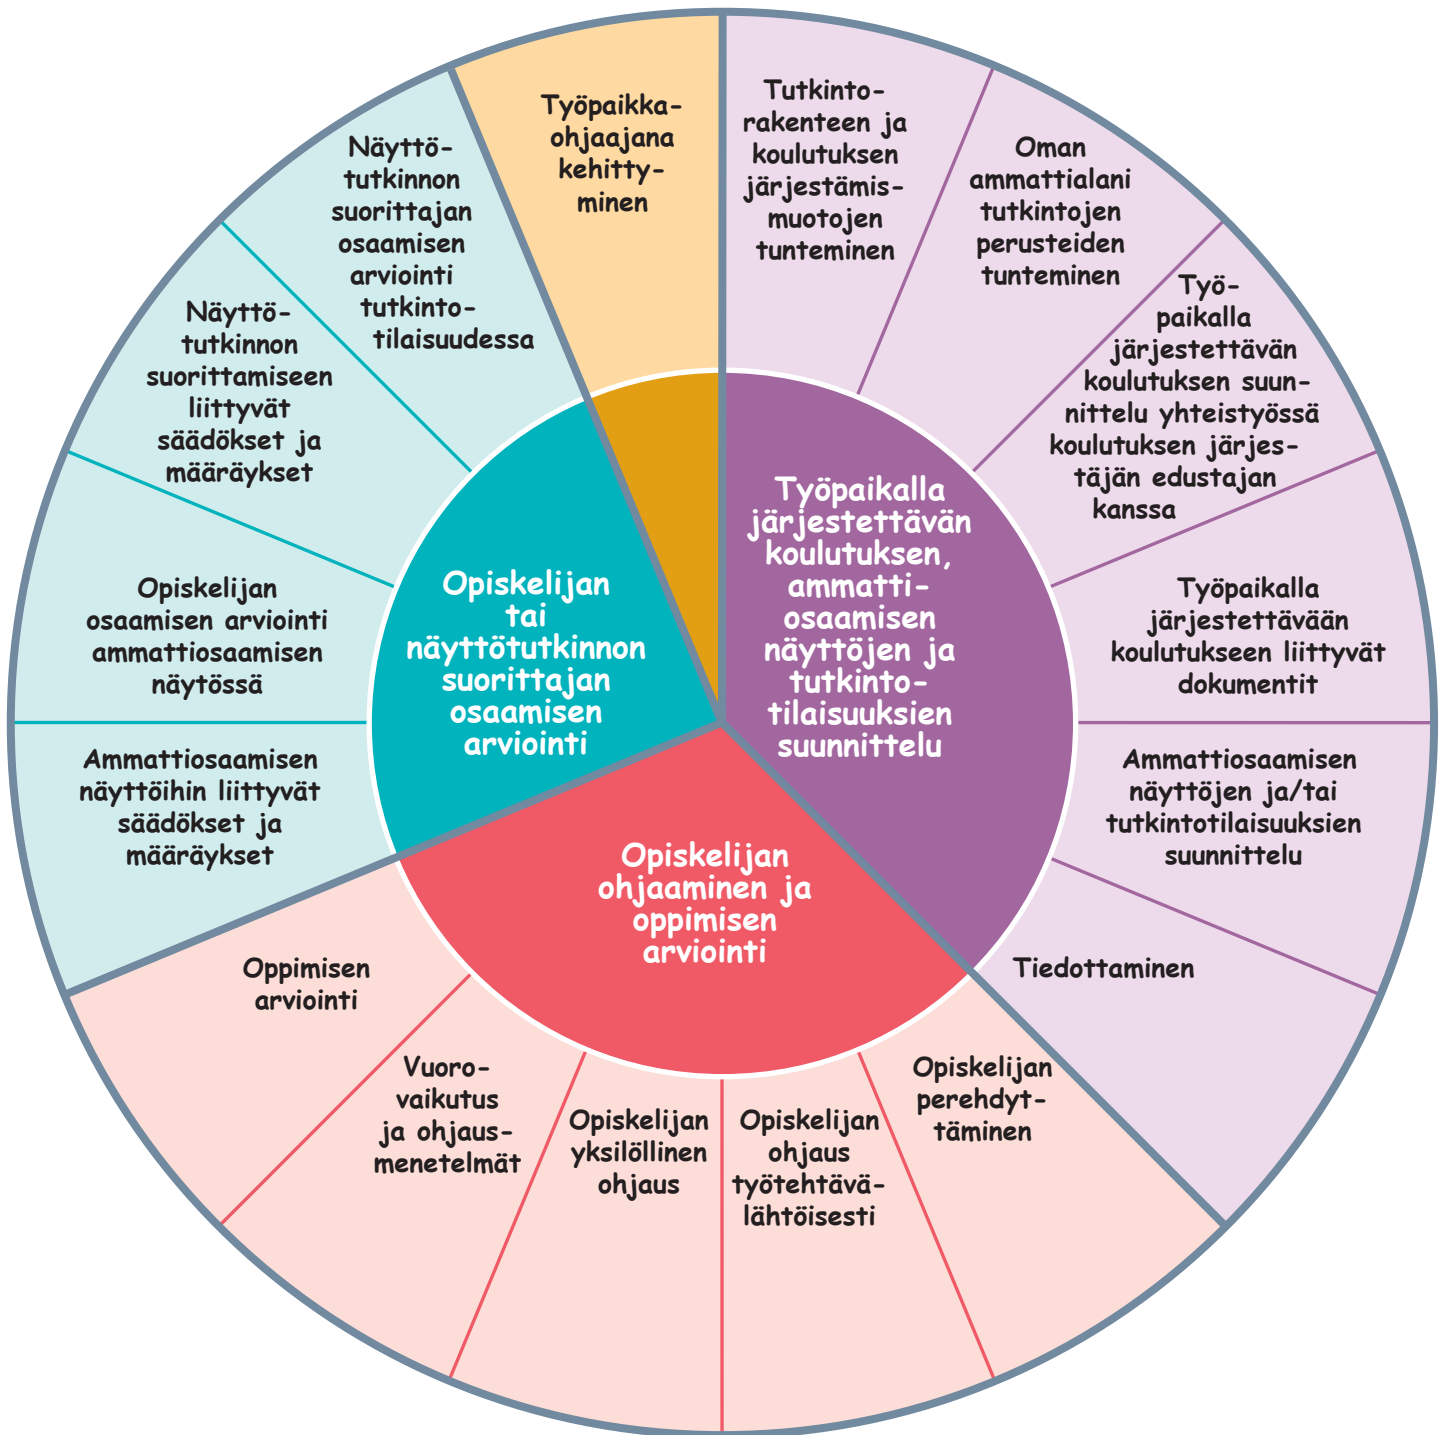 Tutkinto-
rakenteen ja
koulutuksen
järjestämis-
muotojen
tunteminen
Oman
ammattialani
tutkintojen
perusteiden
tunteminen
Työ-
paikalla
järjestettävän
koulutuksen suun-
nittelu yhteistyössä
koulutuksen järjes-
täjän edustajan
kanssa
Työpaikalla
järjestettävään
koulutukseen liittyvät
dokumentit
Ammattiosaamisen
näyttöjen ja/tai
tutkintotilaisuuksien
suunnittelu
Tiedottaminen
Opiskelijan
perehdyt-
täminen
Opiskelijan
ohjaus
työtehtävä-
lähtöisesti
Opiskelijan
yksilöllinen
ohjaus
Vuoro-
vaikutus
ja ohjaus-
menetelmät
Oppimisen
arviointi
Ammattiosaamisen
näyttöihin liittyvät
säädökset ja
määräykset
Opiskelijan
osaamisen arviointi
ammattiosaamisen
näytössä
Näyttö-
tutkinnon
suorittamiseen
liittyvät
säädökset ja
määräykset
Näyttö-
tutkinnon
suorittajan
osaamisen
arviointi
tutkinto-
tilaisuudessa
Työpaikka-
ohjaajana
kehitty-
minen
Työpaikalla
järjestettävän
koulutuksen,
ammatti-
osaamisen
näyttöjen ja
tutkinto-
tilaisuuksien
suunnittelu
Opiskelijan
ohjaaminen ja
oppimisen
arviointi
Opiskelijan
tai
näyttötutkinnon
suorittajan
osaamisen
arviointi